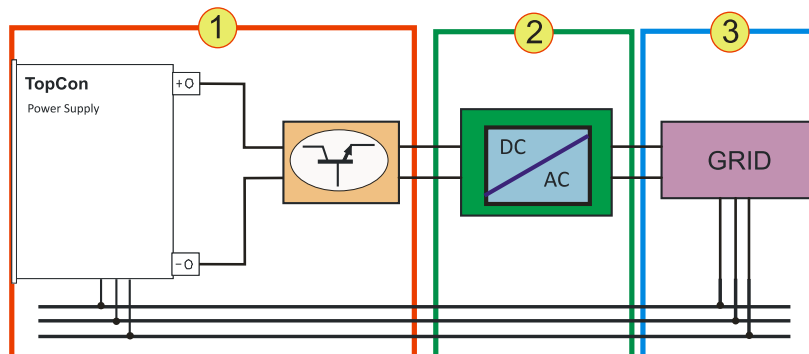 1
2
3
TopCon
Power Supply
+
−
DC
AC
GRID